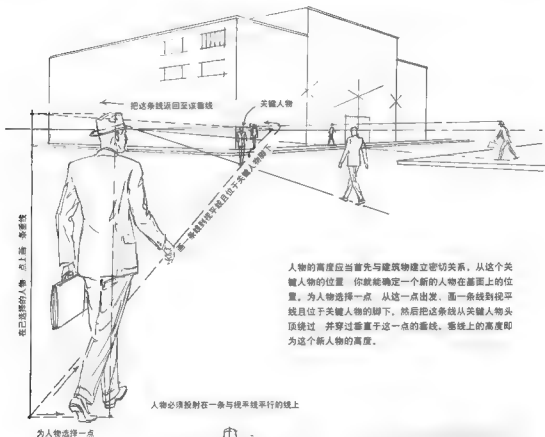 把这条线返回至该垂线
关键人物
画一条线射视平线且位于关键人物脚下
在已选择的人物 点上画 条垂线
人物的高度应当首先与建筑物建立密切关系。从这个关
键人物的位置 你就能确定一个新的人物在基面上的位
置。为人物选择一点 从这一点出发、画一条线到视平
线且位于关键人物的脚下。然后把这条线从关键人物头
顶绕过 并穿过垂直于这一点的垂线。垂线上的高度即
为这个新人物的高度。
人物必须投射在一条与视平线平行的线上
为人物选择一点